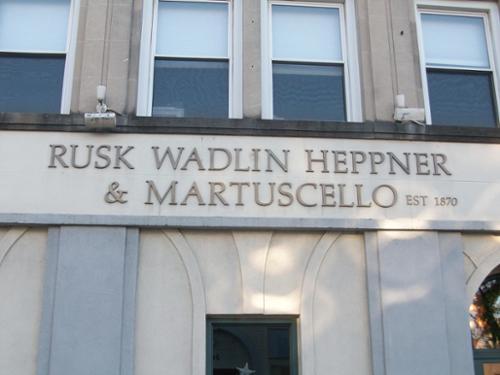 RUSK WADLIN HEPPNER
& MARTUSCELLO EST 1870